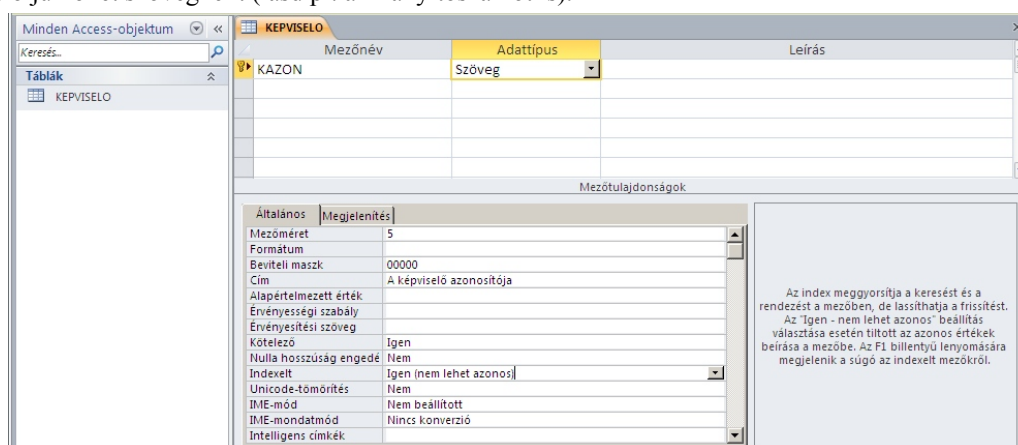 Minden Access-objektum
Keresés...
Táblák
KEPVISELO
KEPVISELO
Mezőnév Adattípus Leírás
KAZON Szöveg
Mezőtulajdonságok
Általános Megjelenítés
Mezőméret 5
Formátum
Beviteli maszk 00000
Cím A képviselő azonosítója
Alapértelmezett érték
Érvényességi szabály
Érvényesítési szöveg
Kötelező Igen
Nulla hosszúság engedé Nem
Indexelt Igen (nem lehet azonos)
Unicode-tömörítés Nem
IME-mód Nem beállított
IME-mondatmód Nincs konverzió
Intelligens címkék
Az index meggyorsítja a keresést és a
rendezést a mezőben, de lassíthatja a frissítést.
Az "Igen - nem lehet azonos" beállítás
választása esetén tiltott az azonos értékek
beírása a mezőbe. Az F1 billentyű lenyomására
megjelenik a súgó az indexelt mezőkről.